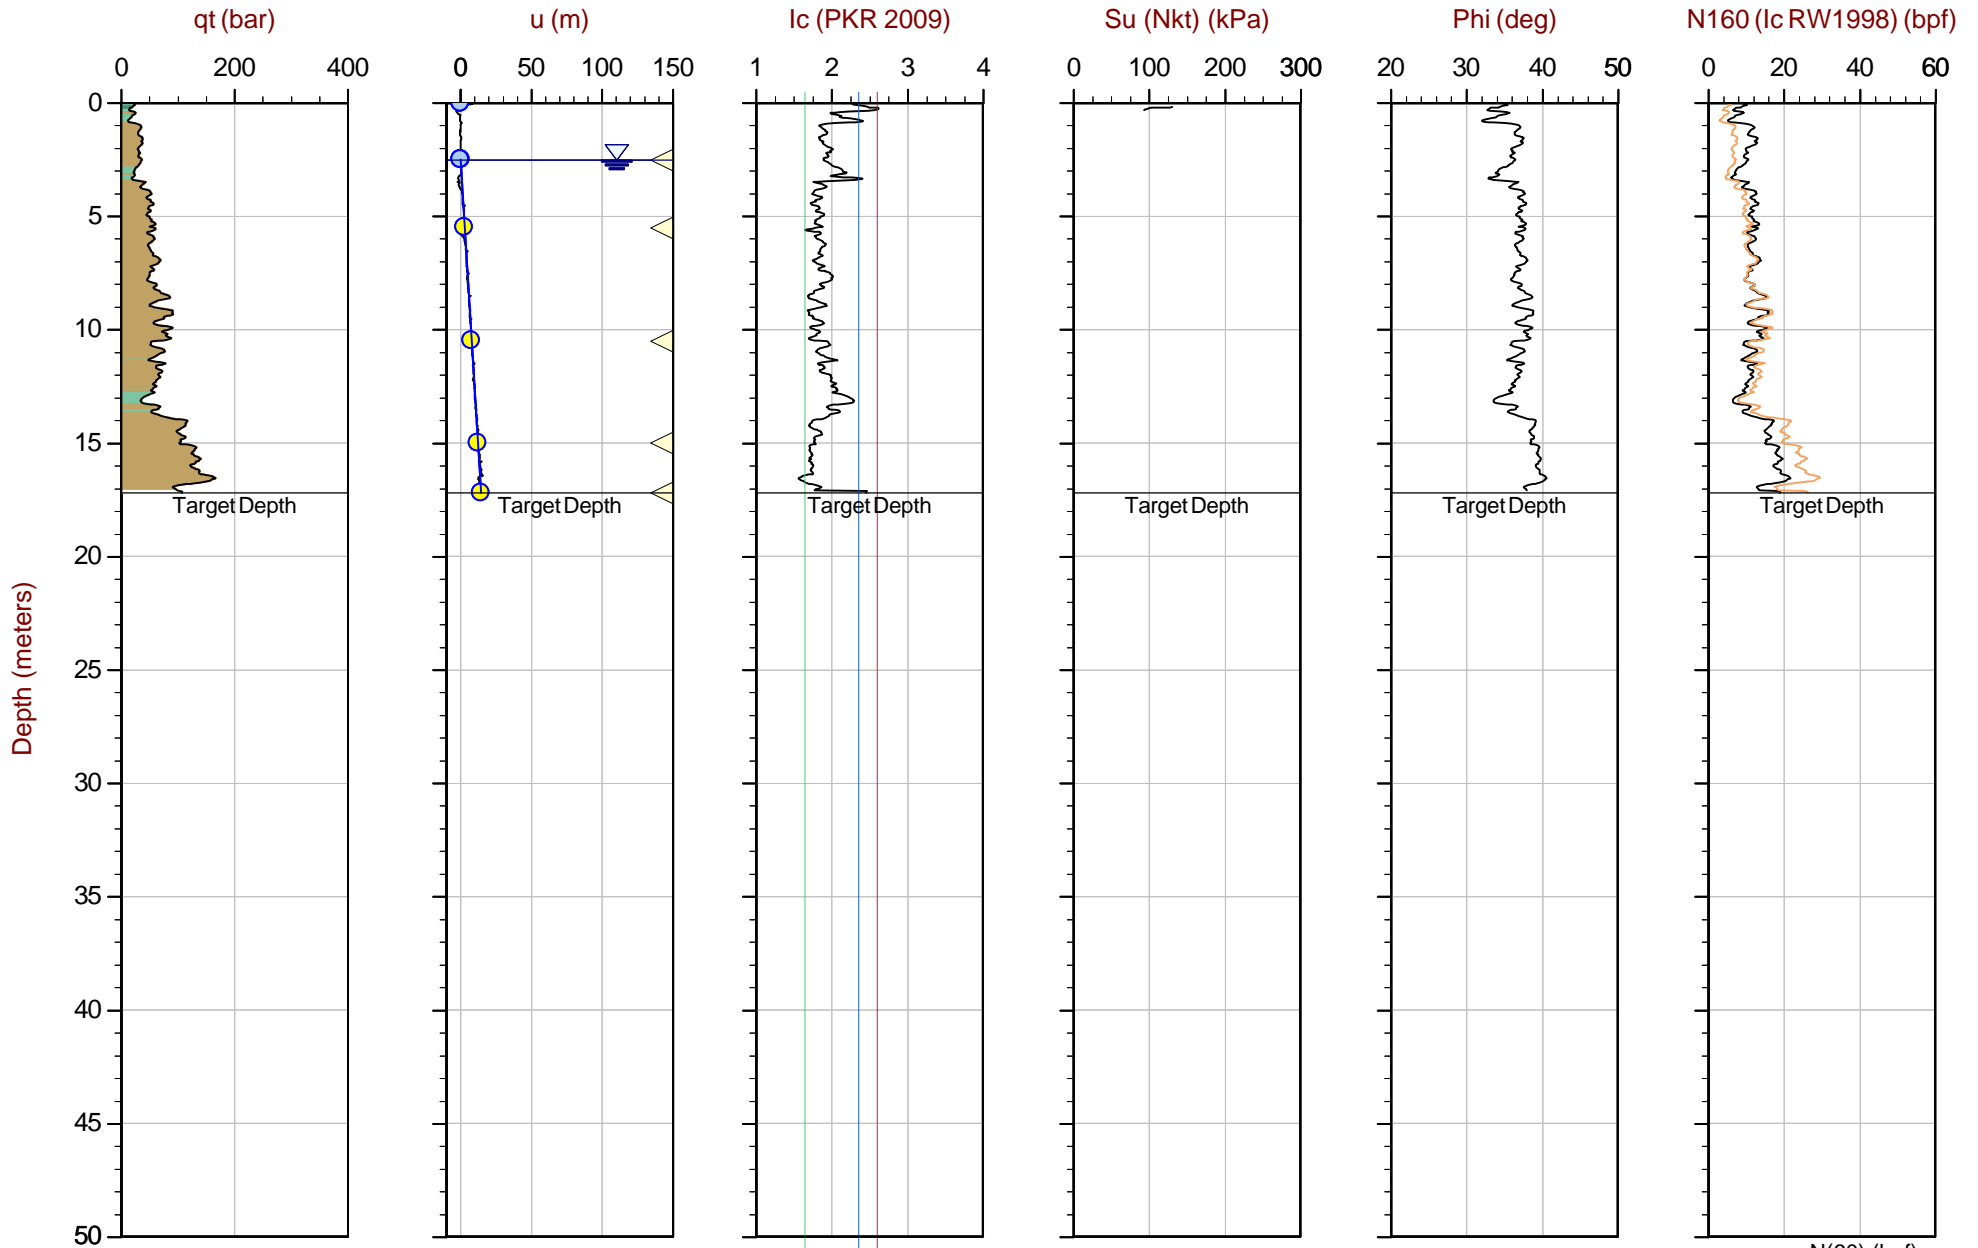 qt (bar) u (m) Ic (PKR 2009) Su (Nkt) (kPa) Phi (deg) N160 (Ic RW1998) (bpf)
0 200 400 0 50 100 150 1 2 3 4 0 100 200 300 20 30 40 50 0 20 40 60
0
5
10
15
Target Depth Target Depth Target Depth Target Depth Target Depth Target Depth
20
25
Depth (meters)
30
35
40
45
50